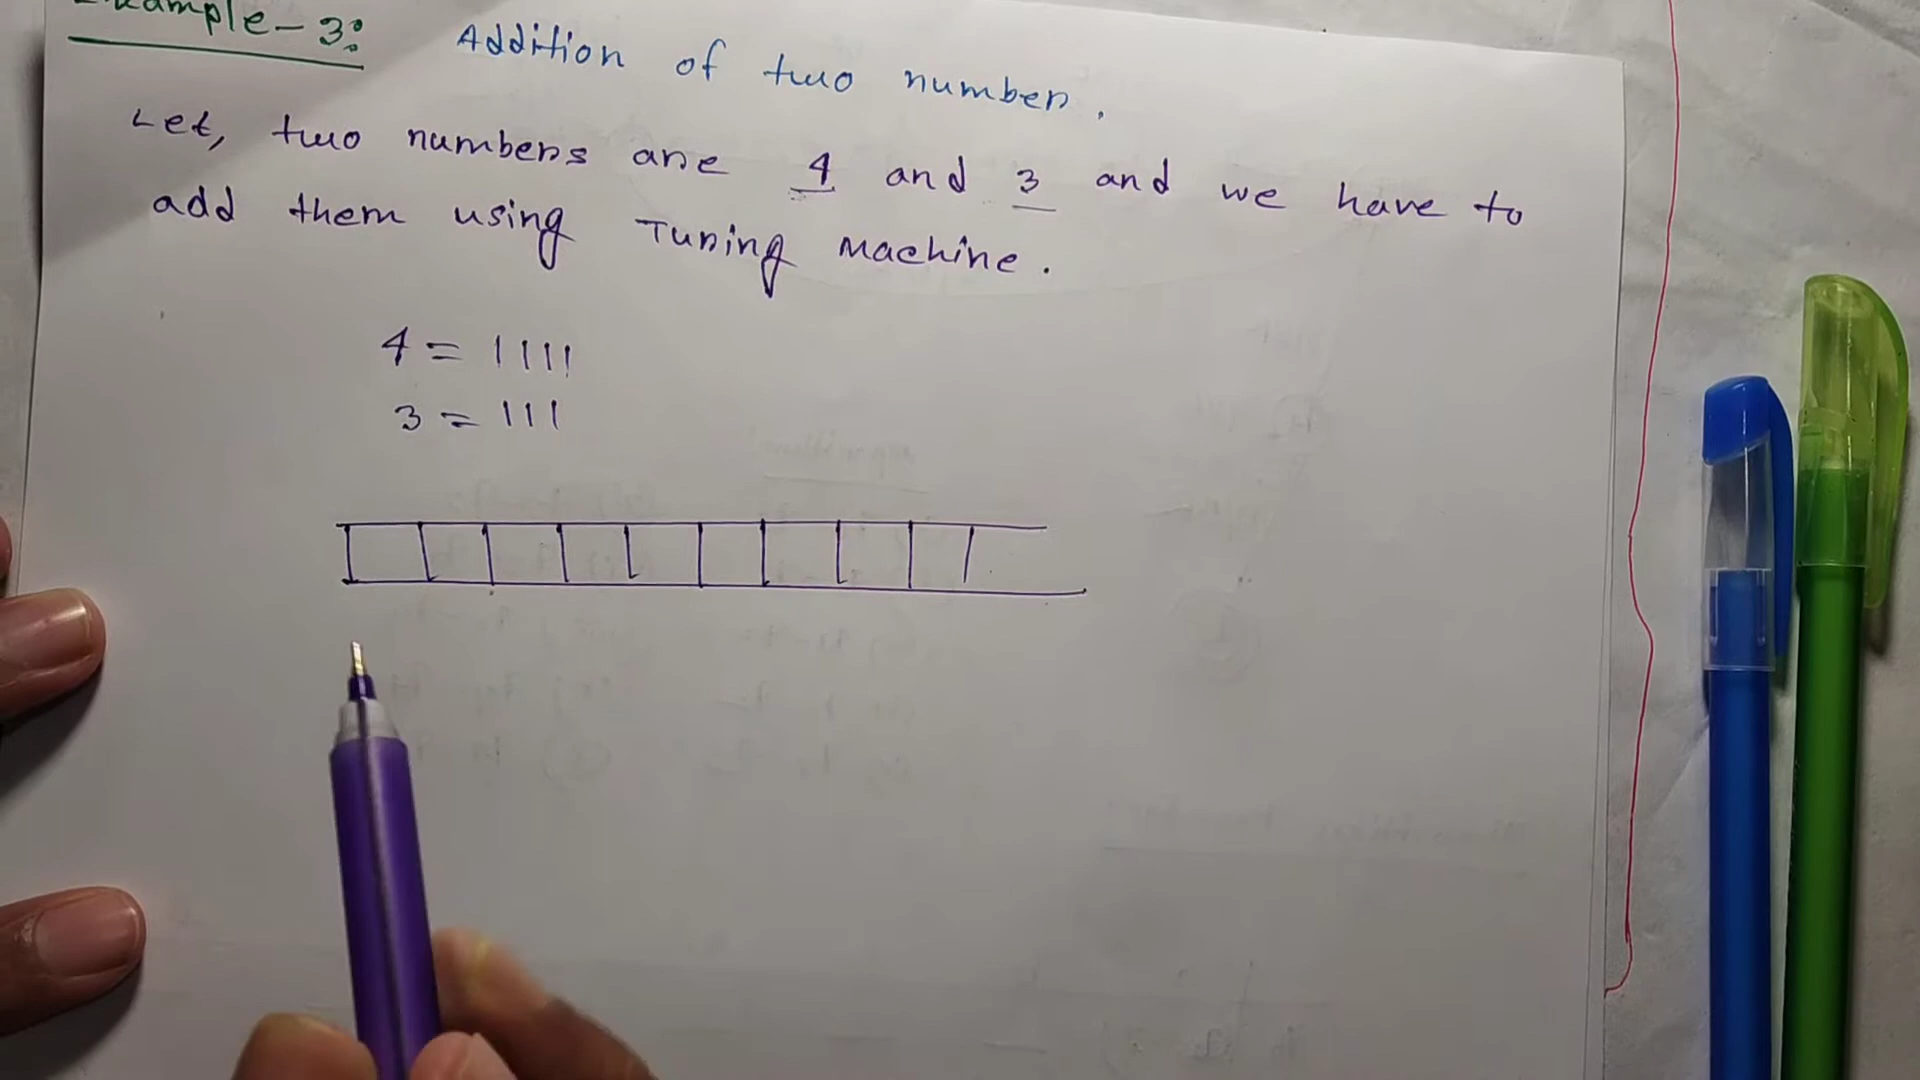 Example-3:
Addition of two number.
Let, two numbers are 4 and 3 and we have to
add them using Turing Machine.
4 = 1111
3 = 111